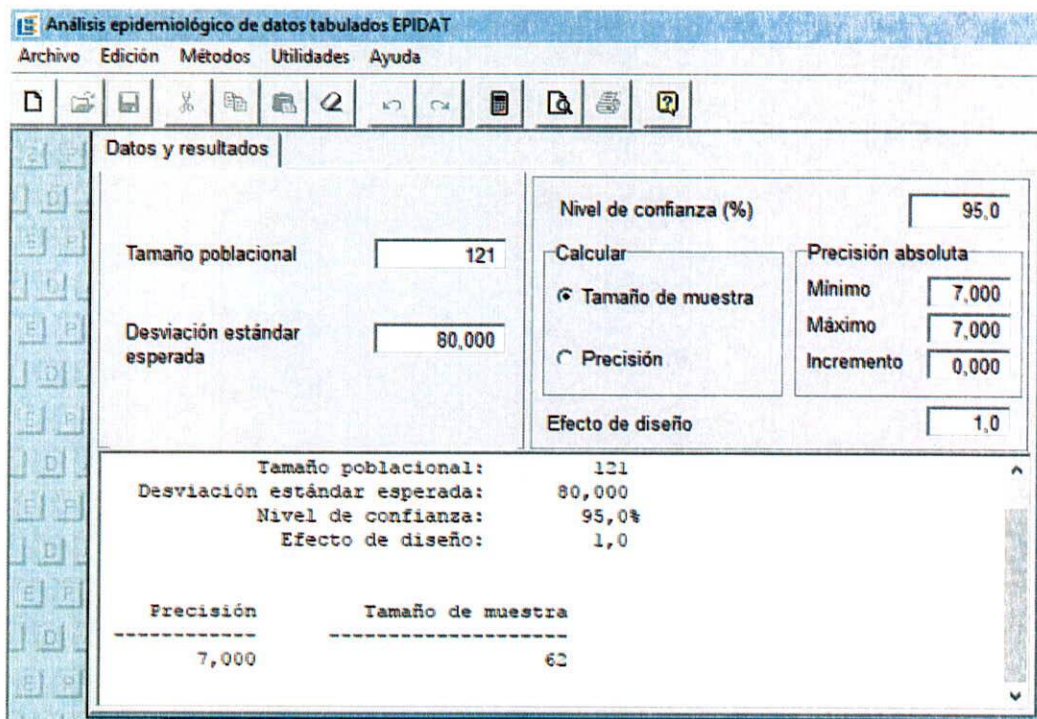 Análisis epidemiológico de datos tabulados EPIDAT
Archivo Edición Métodos Utilidades Ayuda
Datos y resultados
Tamaño poblacional 121
Desviación estándar esperada 80,000
Nivel de confianza (%) 95,0
Calcular
Tamaño de muestra
Precisión
Precisión absoluta
Mínimo 7,000
Máximo 7,000
Incremento 0,000
Efecto de diseño 1,0
Tamaño poblacional: 121
Desviación estándar esperada: 80,000
Nivel de confianza: 95,0%
Efecto de diseño: 1,0
Precisión Tamaño de muestra
------------ --------------------
7,000 62